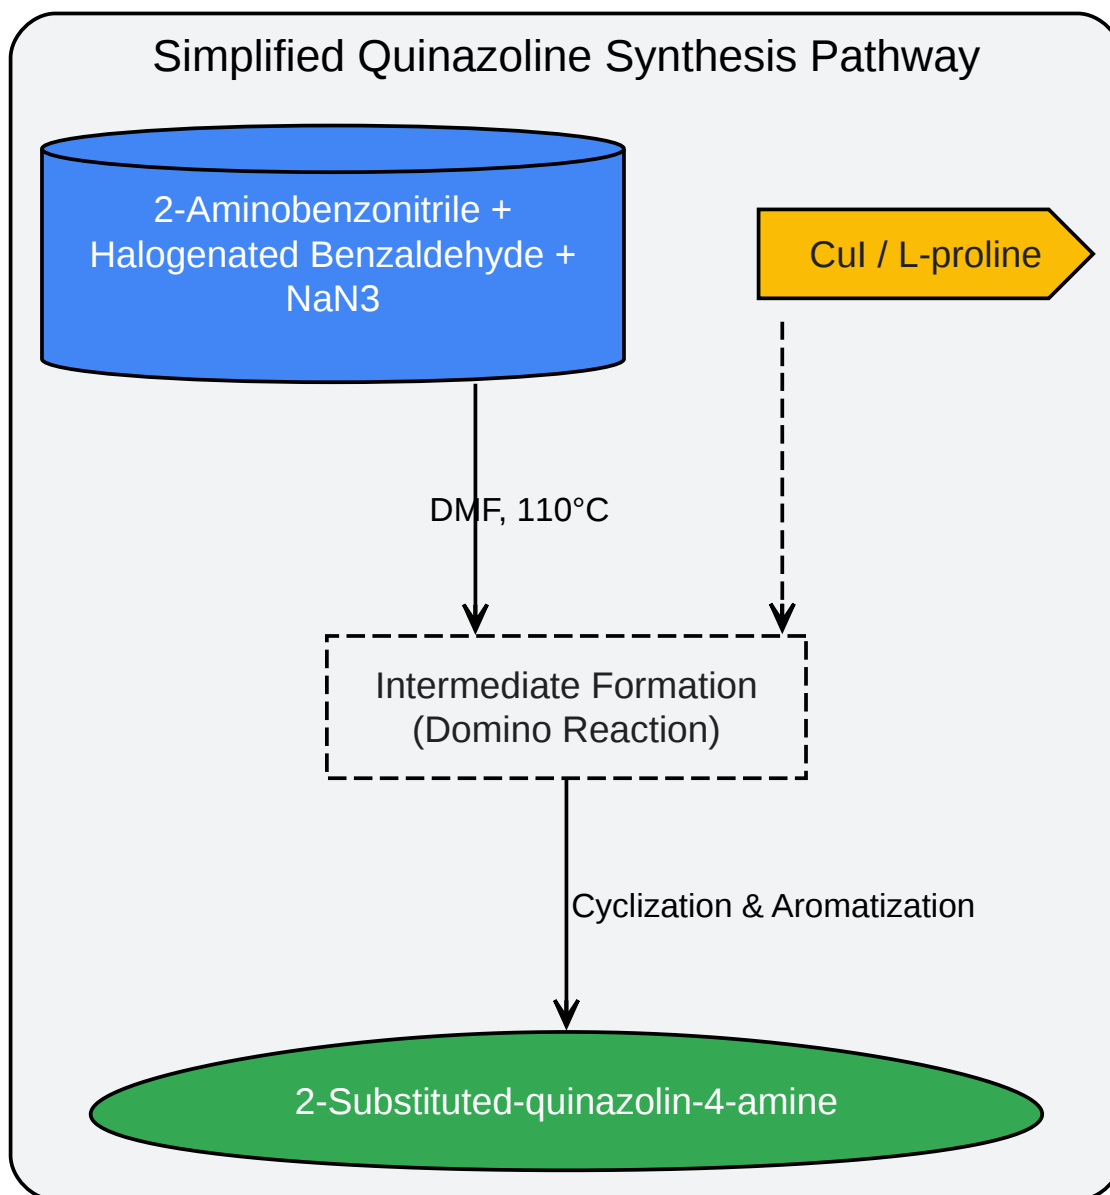 Simplified Quinazoline Synthesis Pathway
2-Aminobenzonitrile +
Halogenated Benzaldehyde +
NaN3
CuI / L-proline
DMF, 110°C
Intermediate Formation
(Domino Reaction)
Cyclization & Aromatization
2-Substituted-quinazolin-4-amine